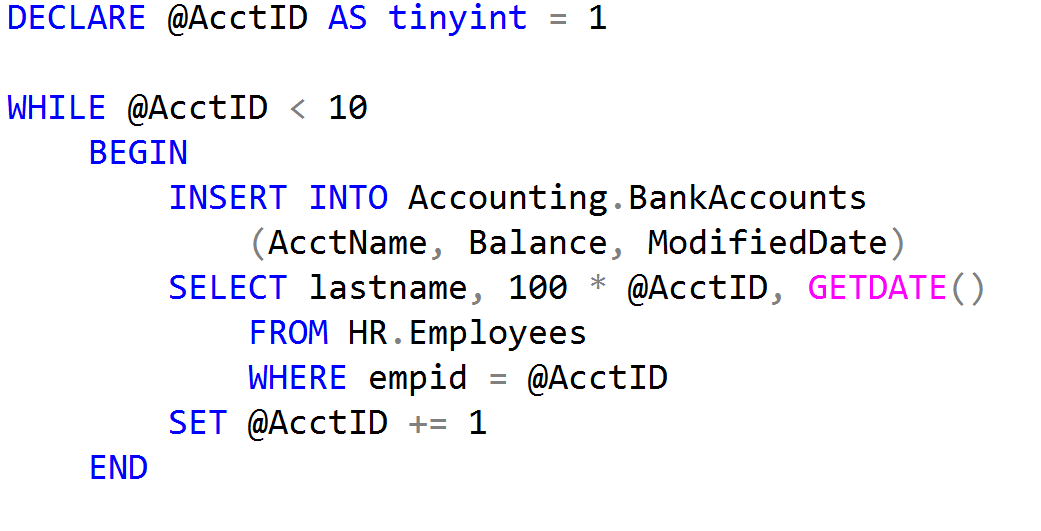 DECLARE @AcctID AS tinyint = 1
WHILE @AcctID < 10
BEGIN
INSERT INTO Accounting.BankAccounts
(AcctName, Balance, ModifiedDate)
SELECT lastname, 100 * @AcctID, GETDATE()
FROM HR.Employees
WHERE empid = @AcctID
SET @AcctID += 1
END